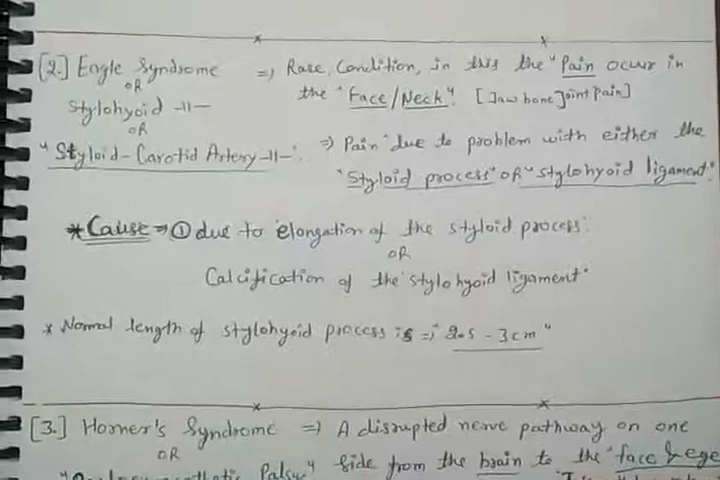 [2.] Eagle Syndrome => Rare Condition, in this the "Pain occur in
OR
the "Face/Neck". [Jaw bone Joint Pain]
Stylohyoid -11-
OR
"Styloid-Carotid Artery -11-". => Pain due to problem with either the
"Styloid process" OR "stylohyoid ligament"
* Cause => ① due to elongation of the styloid process.
OR
Calcification of the "stylohyoid ligament"
* Normal length of stylohyoid process is => "2.5 - 3 cm"
[3.] Horner's Syndrome => A disrupted nerve pathway on one
OR
Palsy" side from the brain to the "face & eye